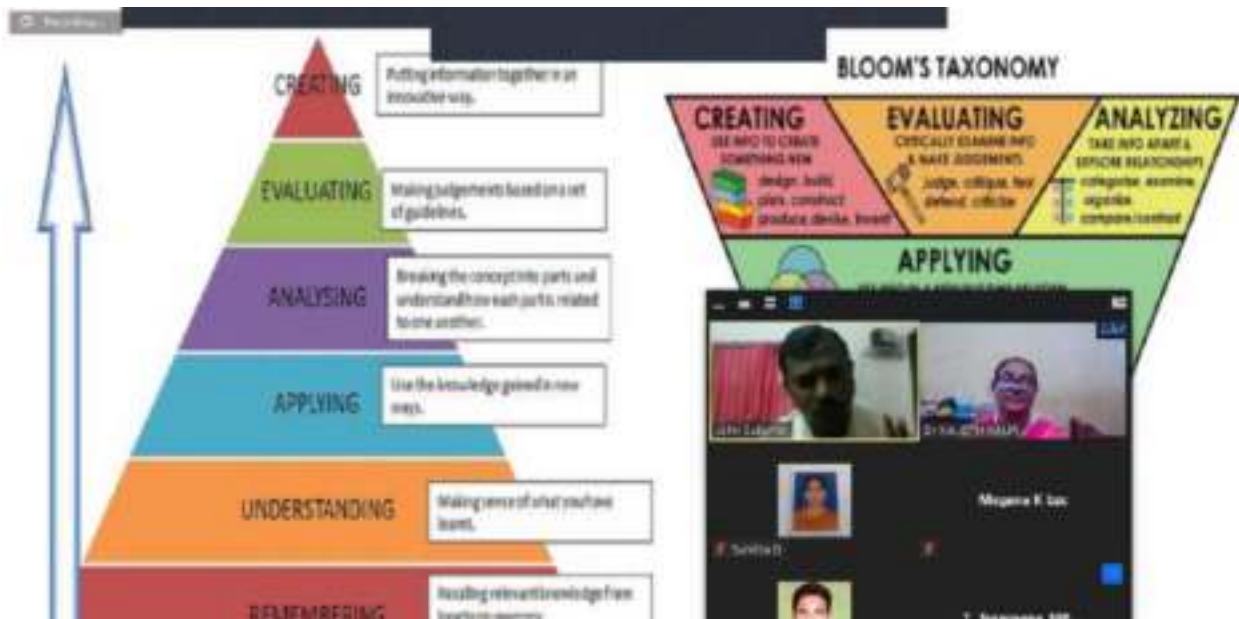 Recording...
CREATING
Putting information together in an
innovative way.
EVALUATING
Making judgements based on a set
of guidelines.
ANALYSING
Breaking the concept into parts and
understand how each part is related
to one another.
APPLYING
Use the knowledge gained in new
ways.
UNDERSTANDING
Making sense of what you have
learnt.
REMEMBERING
Recalling relevant knowledge from
BLOOM'S TAXONOMY
CREATING
USE INFO TO CREATE
SOMETHING NEW
design, build,
plan, construct
produce, devise, invent
EVALUATING
CRITICALLY EXAMINE INFO
& MAKE JUDGEMENTS
judge, critique, test
defend, criticize
ANALYZING
TAKE INFO APART &
EXPLORE RELATIONSHIPS
categorize, examine,
organize,
compare/contrast
APPLYING